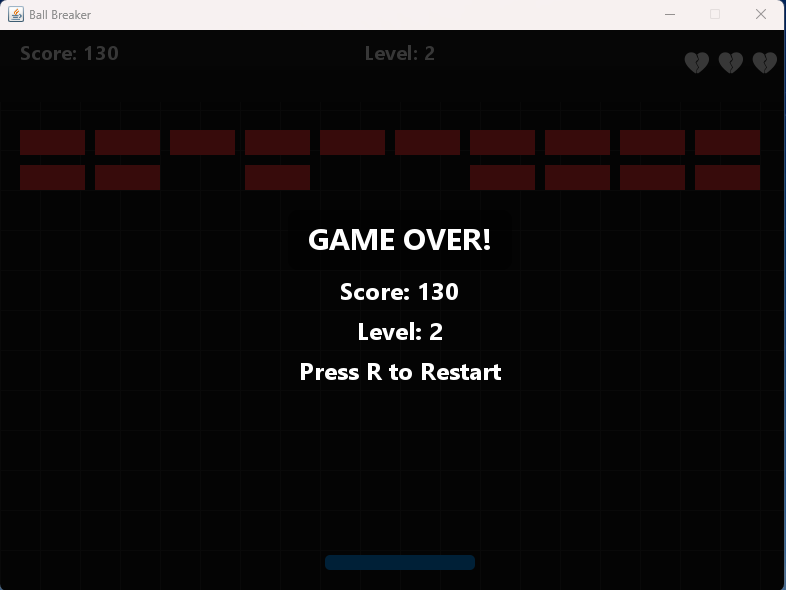 Ball Breaker
Score: 130
Level: 2
GAME OVER!
Score: 130
Level: 2
Press R to Restart